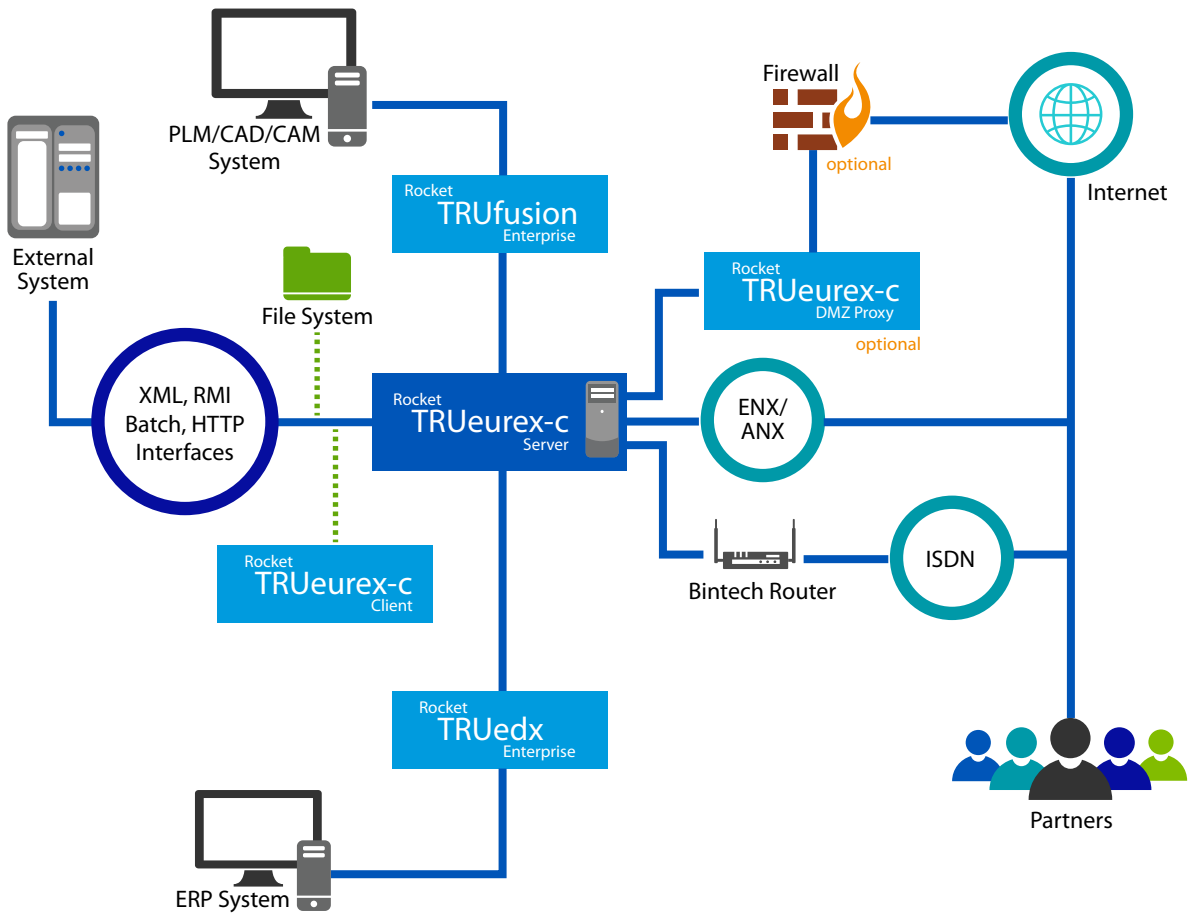 Firewall
optional
Internet
PLM/CAD/CAM
System
Rocket
TRUfusion
Enterprise
External
System
File System
Rocket
TRUeurex-c
DMZ Proxy
optional
XML, RMI
Batch, HTTP
Interfaces
Rocket
TRUeurex-c
Server
ENX/
ANX
Rocket
TRUeurex-c
Client
Bintech Router
ISDN
Rocket
TRUedx
Enterprise
Partners
ERP System